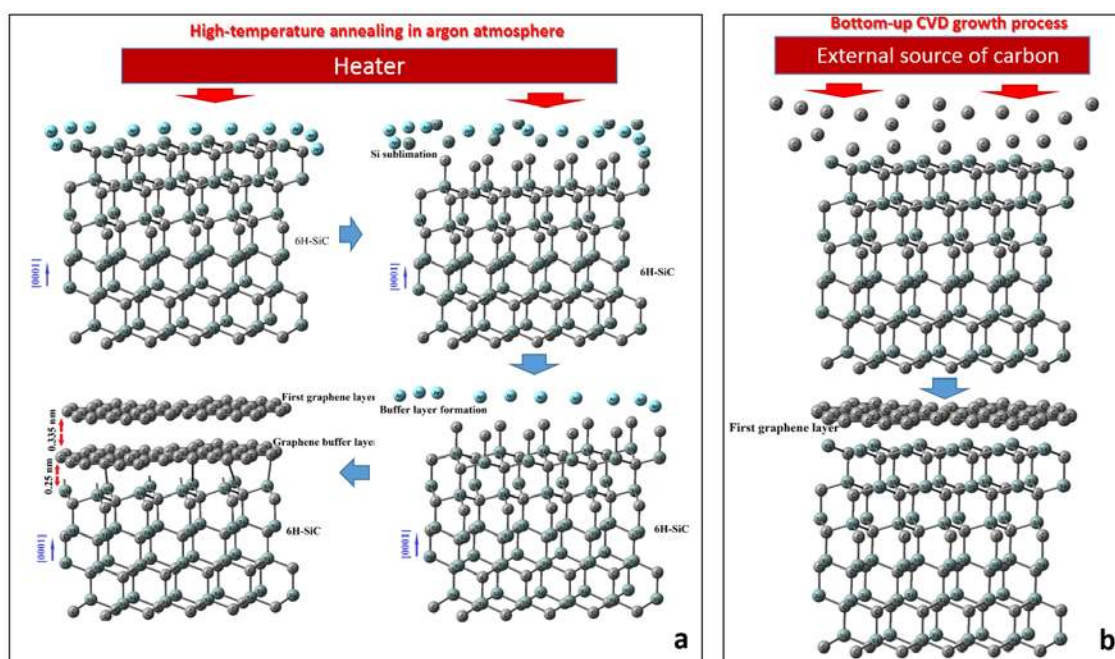 High-temperature annealing in argon atmosphere
Heater
Si sublimation
6H-SiC
[0001]
6H-SiC
[0001]
First graphene layer
0.335 nm
Graphene buffer layer
0.25 nm
6H-SiC
[0001]
Buffer layer formation
6H-SiC
[0001]
a
Bottom-up CVD growth process
External source of carbon
First graphene layer
b